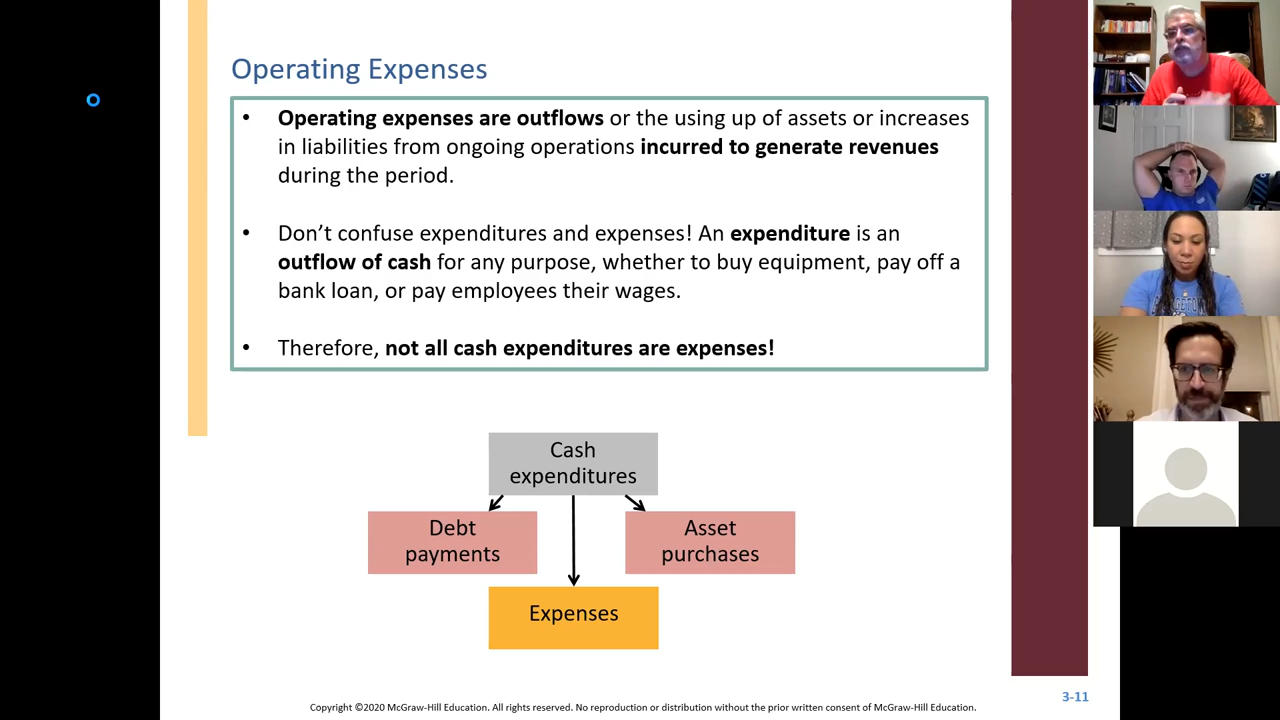 Operating Expenses
• Operating expenses are outflows or the using up of assets or increases
in liabilities from ongoing operations incurred to generate revenues
during the period.
• Don’t confuse expenditures and expenses! An expenditure is an
outflow of cash for any purpose, whether to buy equipment, pay off a
bank loan, or pay employees their wages.
• Therefore, not all cash expenditures are expenses!
Cash
expenditures
Debt
payments
Asset
purchases
Expenses
3-11
Copyright ©2020 McGraw-Hill Education. All rights reserved. No reproduction or distribution without the prior written consent of McGraw-Hill Education.